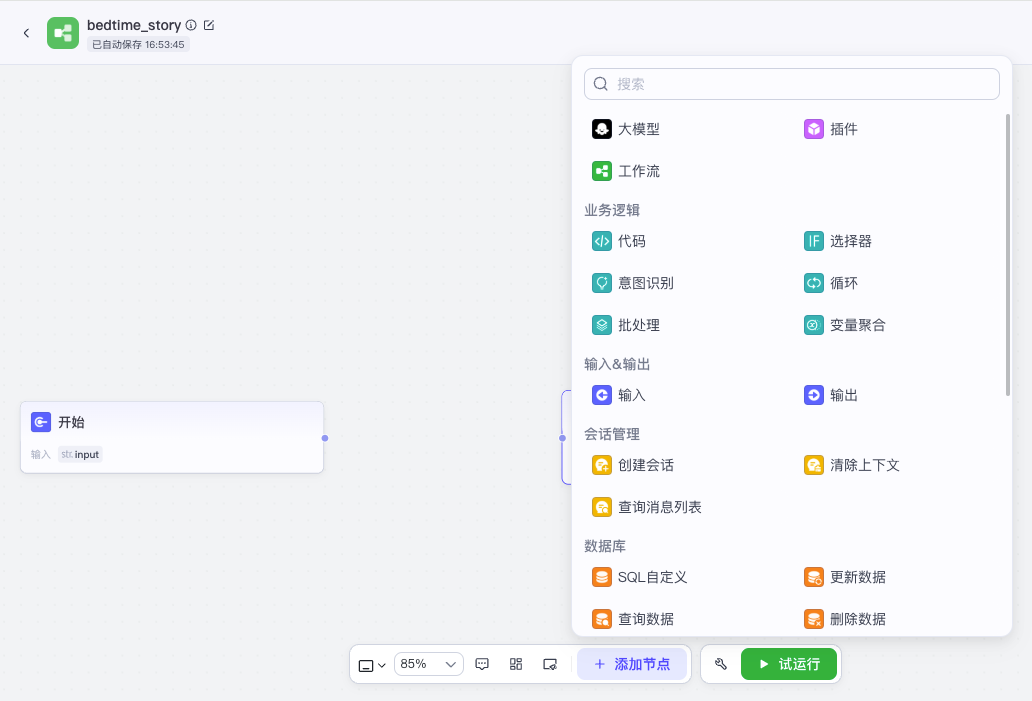 bedtime_story
已自动保存 16:53:45
搜索
大模型 插件
工作流
业务逻辑
代码 选择器
意图识别 循环
批处理 变量聚合
输入&输出
输入 输出
会话管理
创建会话 清除上下文
查询消息列表
数据库
SQL自定义 更新数据
查询数据 删除数据
开始
输入 str. input
85% 添加节点 试运行